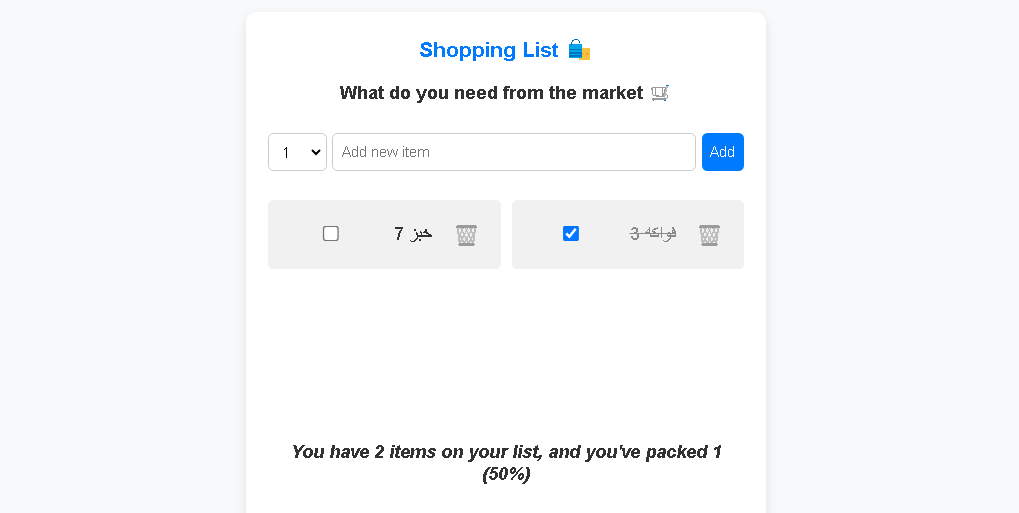 Shopping List 🛍️
What do you need from the market 🛒
1
Add new item
Add
7 خبز
3 فواكه
You have 2 items on your list, and you've packed 1
(50%)